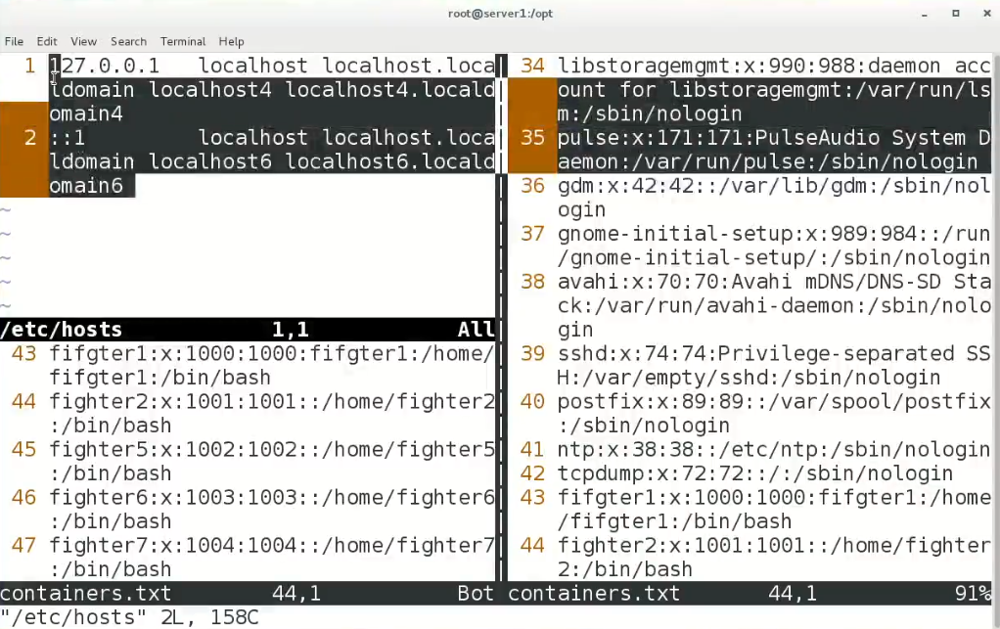 root@server1:/opt
File Edit View Search Terminal Help
1 127.0.0.1 localhost localhost.loca
ldomain localhost4 localhost4.locald
omain4
2 ::1 localhost localhost.loca
ldomain localhost6 localhost6.locald
omain6
~
~
~
~
~
/etc/hosts 1,1 All
43 fifgter1:x:1000:1000:fifgter1:/home/
fifgter1:/bin/bash
44 fighter2:x:1001:1001::/home/fighter2
:/bin/bash
45 fighter5:x:1002:1002::/home/fighter5
:/bin/bash
46 fighter6:x:1003:1003::/home/fighter6
:/bin/bash
47 fighter7:x:1004:1004::/home/fighter7
:/bin/bash
containers.txt 44,1 Bot
34 libstoragemgmt:x:990:988:daemon acc
ount for libstoragemgmt:/var/run/ls
m:/sbin/nologin
35 pulse:x:171:171:PulseAudio System D
aemon:/var/run/pulse:/sbin/nologin
36 gdm:x:42:42::/var/lib/gdm:/sbin/nol
ogin
37 gnome-initial-setup:x:989:984::/run
/gnome-initial-setup/:/sbin/nologin
38 avahi:x:70:70:Avahi mDNS/DNS-SD Sta
ck:/var/run/avahi-daemon:/sbin/nolo
gin
39 sshd:x:74:74:Privilege-separated SS
H:/var/empty/sshd:/sbin/nologin
40 postfix:x:89:89::/var/spool/postfix
:/sbin/nologin
41 ntp:x:38:38::/etc/ntp:/sbin/nologin
42 tcpdump:x:72:72::/:/sbin/nologin
43 fifgter1:x:1000:1000:fifgter1:/home
/fifgter1:/bin/bash
44 fighter2:x:1001:1001::/home/fighter
2:/bin/bash
containers.txt 44,1 91%
"/etc/hosts" 2L, 158C